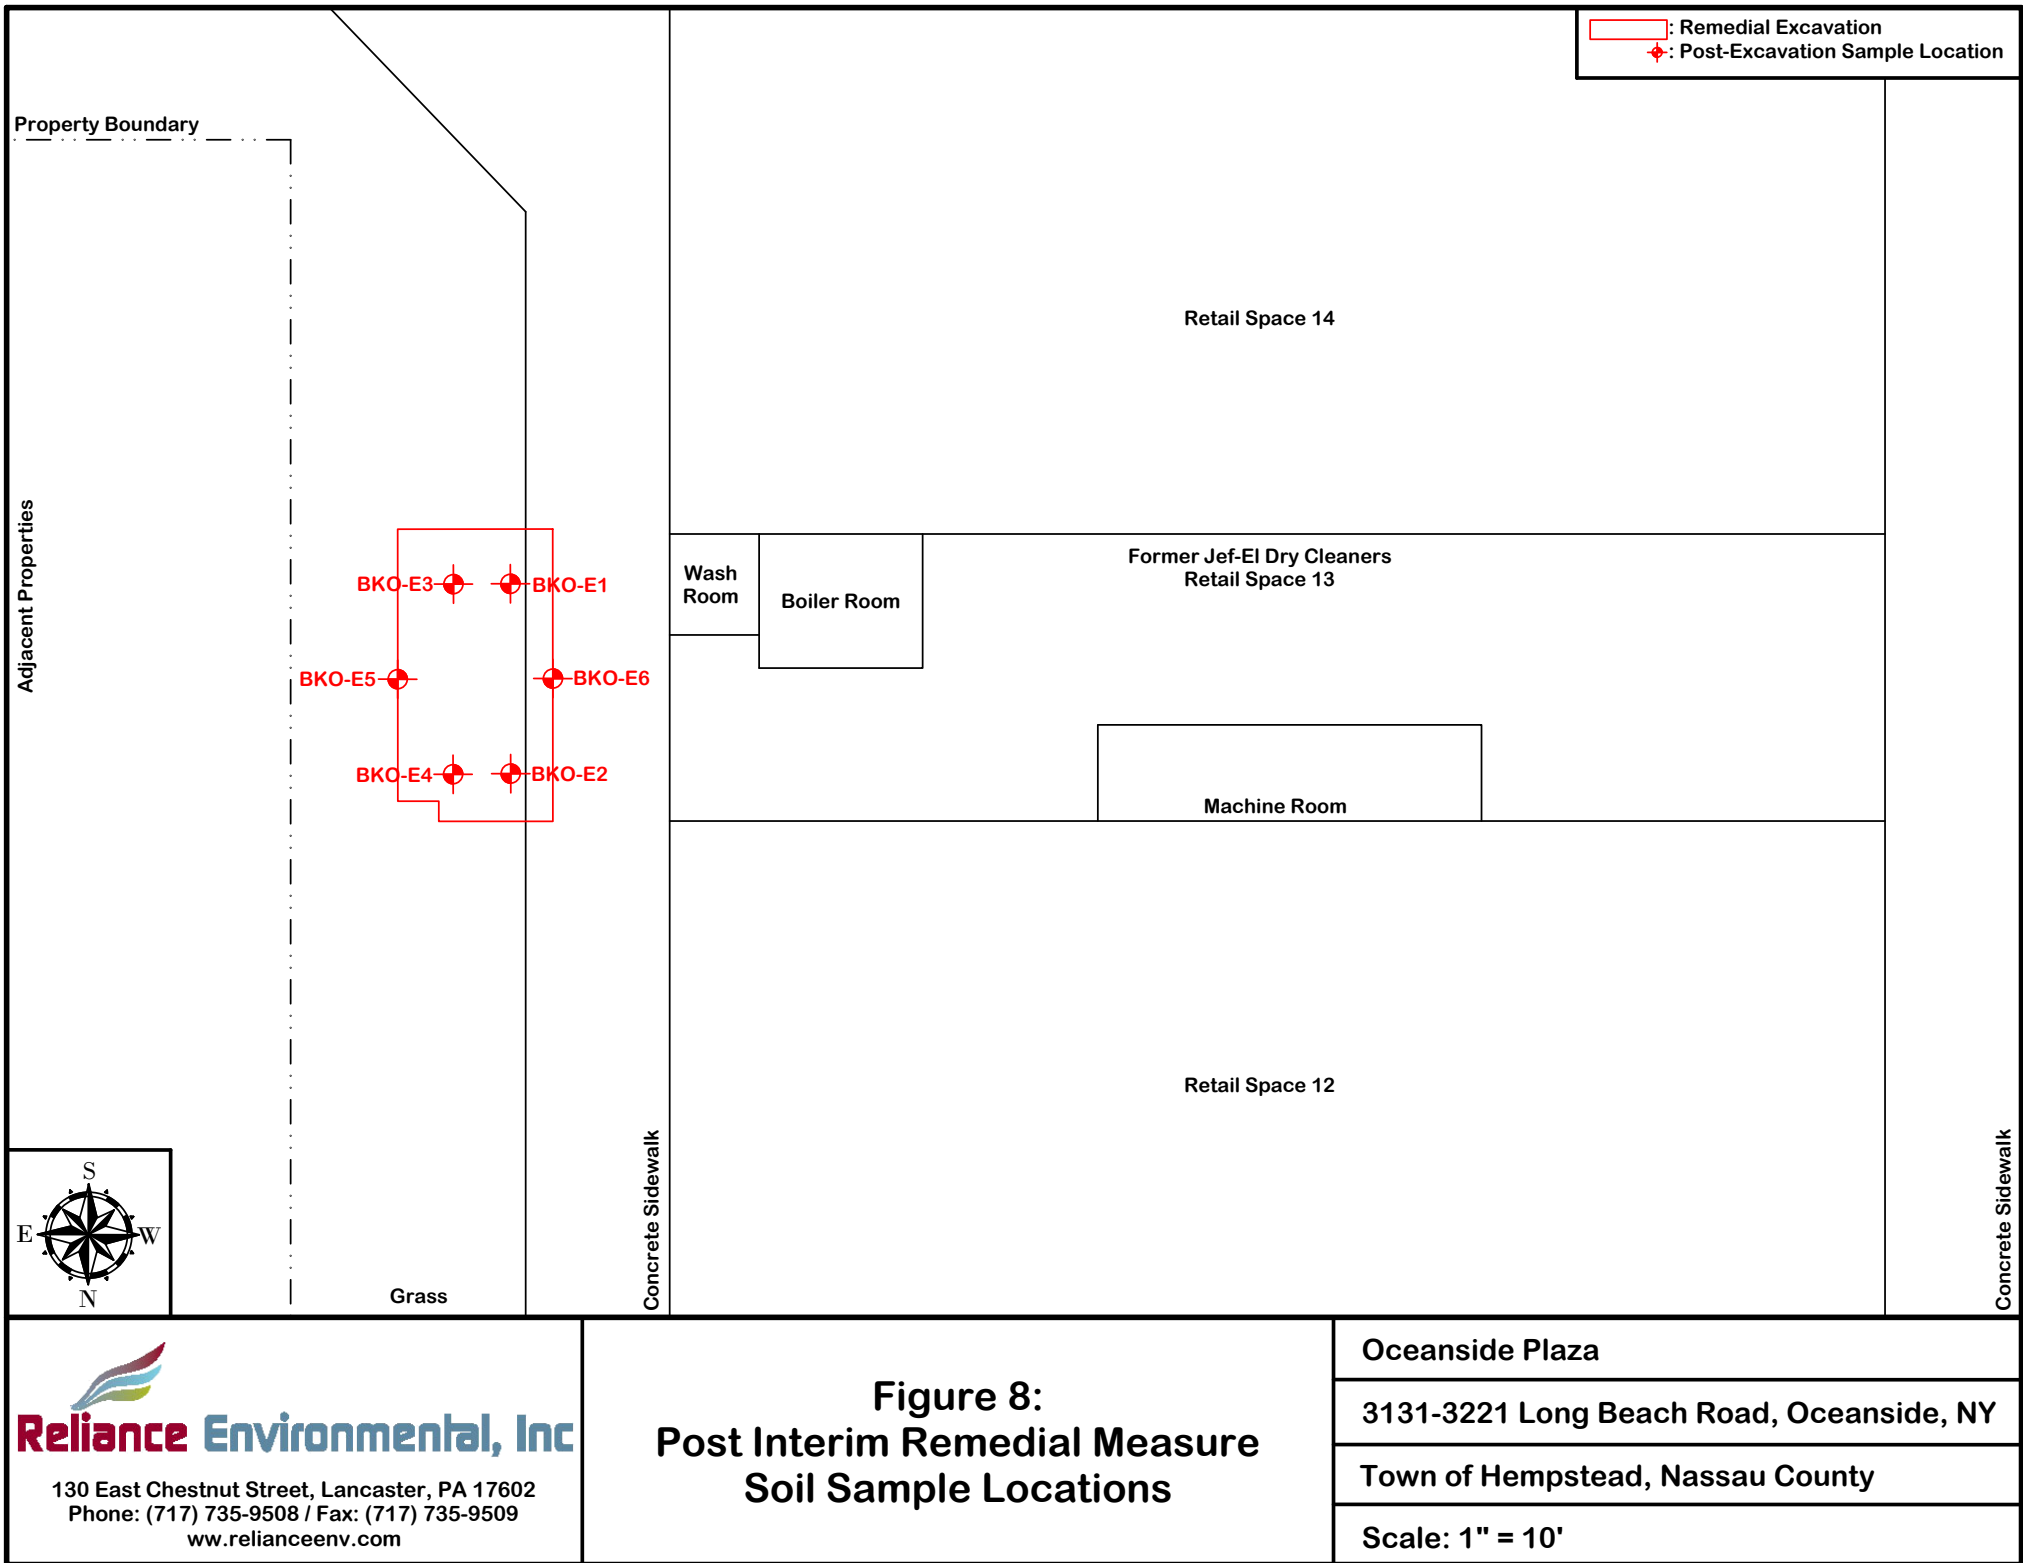 : Remedial Excavation
: Post-Excavation Sample Location
Property Boundary
Adjacent Properties
Retail Space 14
Former Jef-El Dry Cleaners
Retail Space 13
Wash
Room
Boiler Room
BKO-E3
BKO-E1
BKO-E5
BKO-E6
BKO-E4
BKO-E2
Machine Room
Retail Space 12
Concrete Sidewalk
Concrete Sidewalk
Grass
S
E
W
N
Reliance Environmental, Inc
130 East Chestnut Street, Lancaster, PA 17602
Phone: (717) 735-9508 / Fax: (717) 735-9509
ww.relianceenv.com
Figure 8:
Post Interim Remedial Measure
Soil Sample Locations
Oceanside Plaza
3131-3221 Long Beach Road, Oceanside, NY
Town of Hempstead, Nassau County
Scale: 1" = 10'